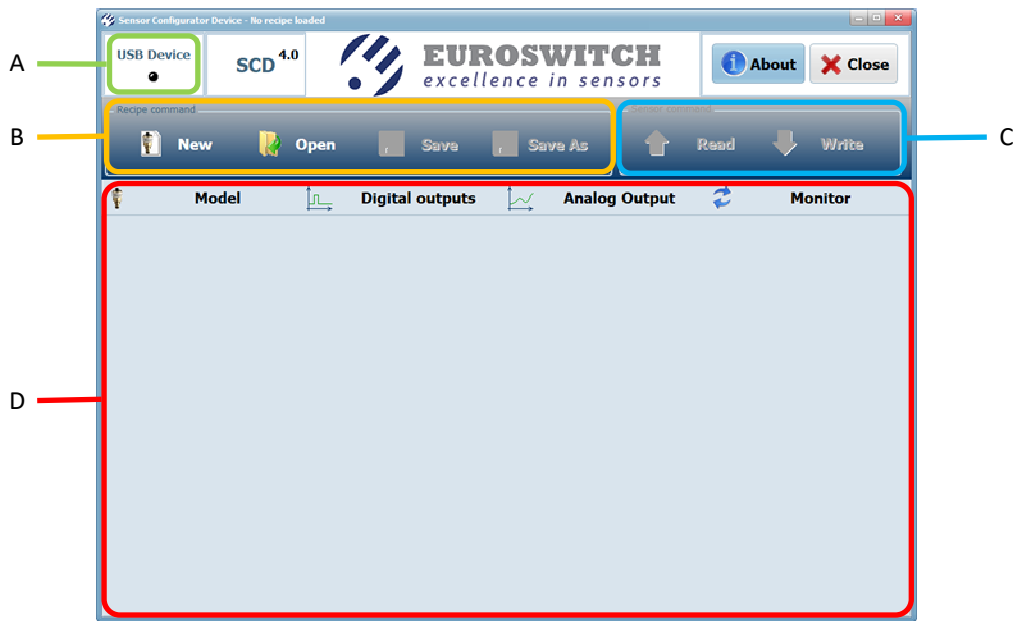 Sensor Configurator Device - No recipe loaded
A
USB Device
SCD 4.0
EUROSWITCH
excellence in sensors
About
Close
Recipe command
Sensor command
B
New
Open
Save
Save As
Read
Write
C
Model
Digital outputs
Analog Output
Monitor
D